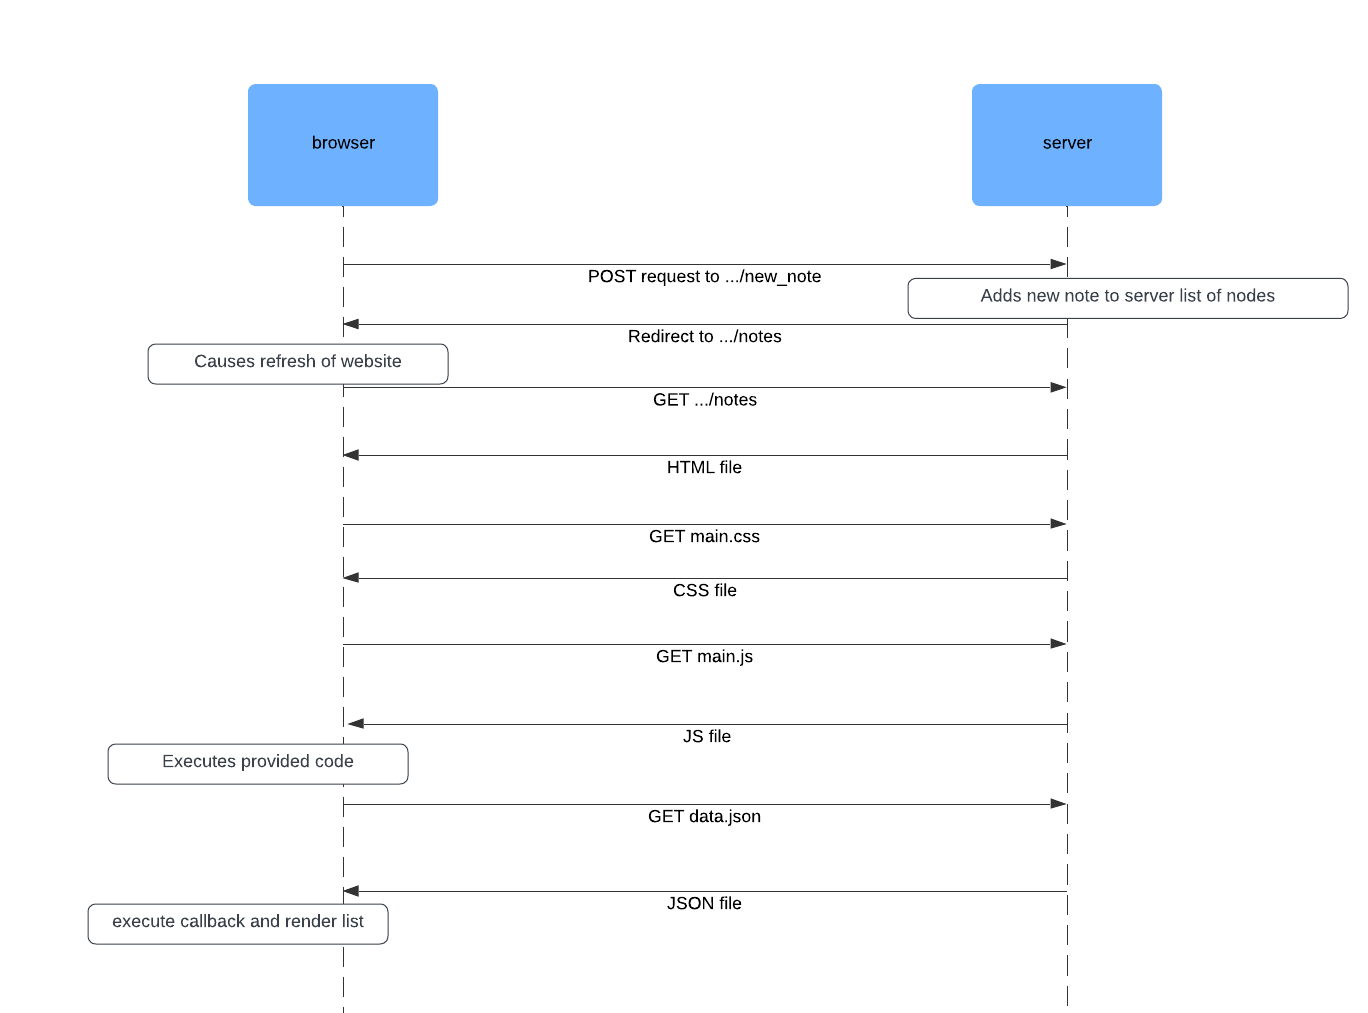 browser
server
POST request to .../new_note
Adds new note to server list of nodes
Redirect to .../notes
Causes refresh of website
GET .../notes
HTML file
GET main.css
CSS file
GET main.js
JS file
Executes provided code
GET data.json
JSON file
execute callback and render list